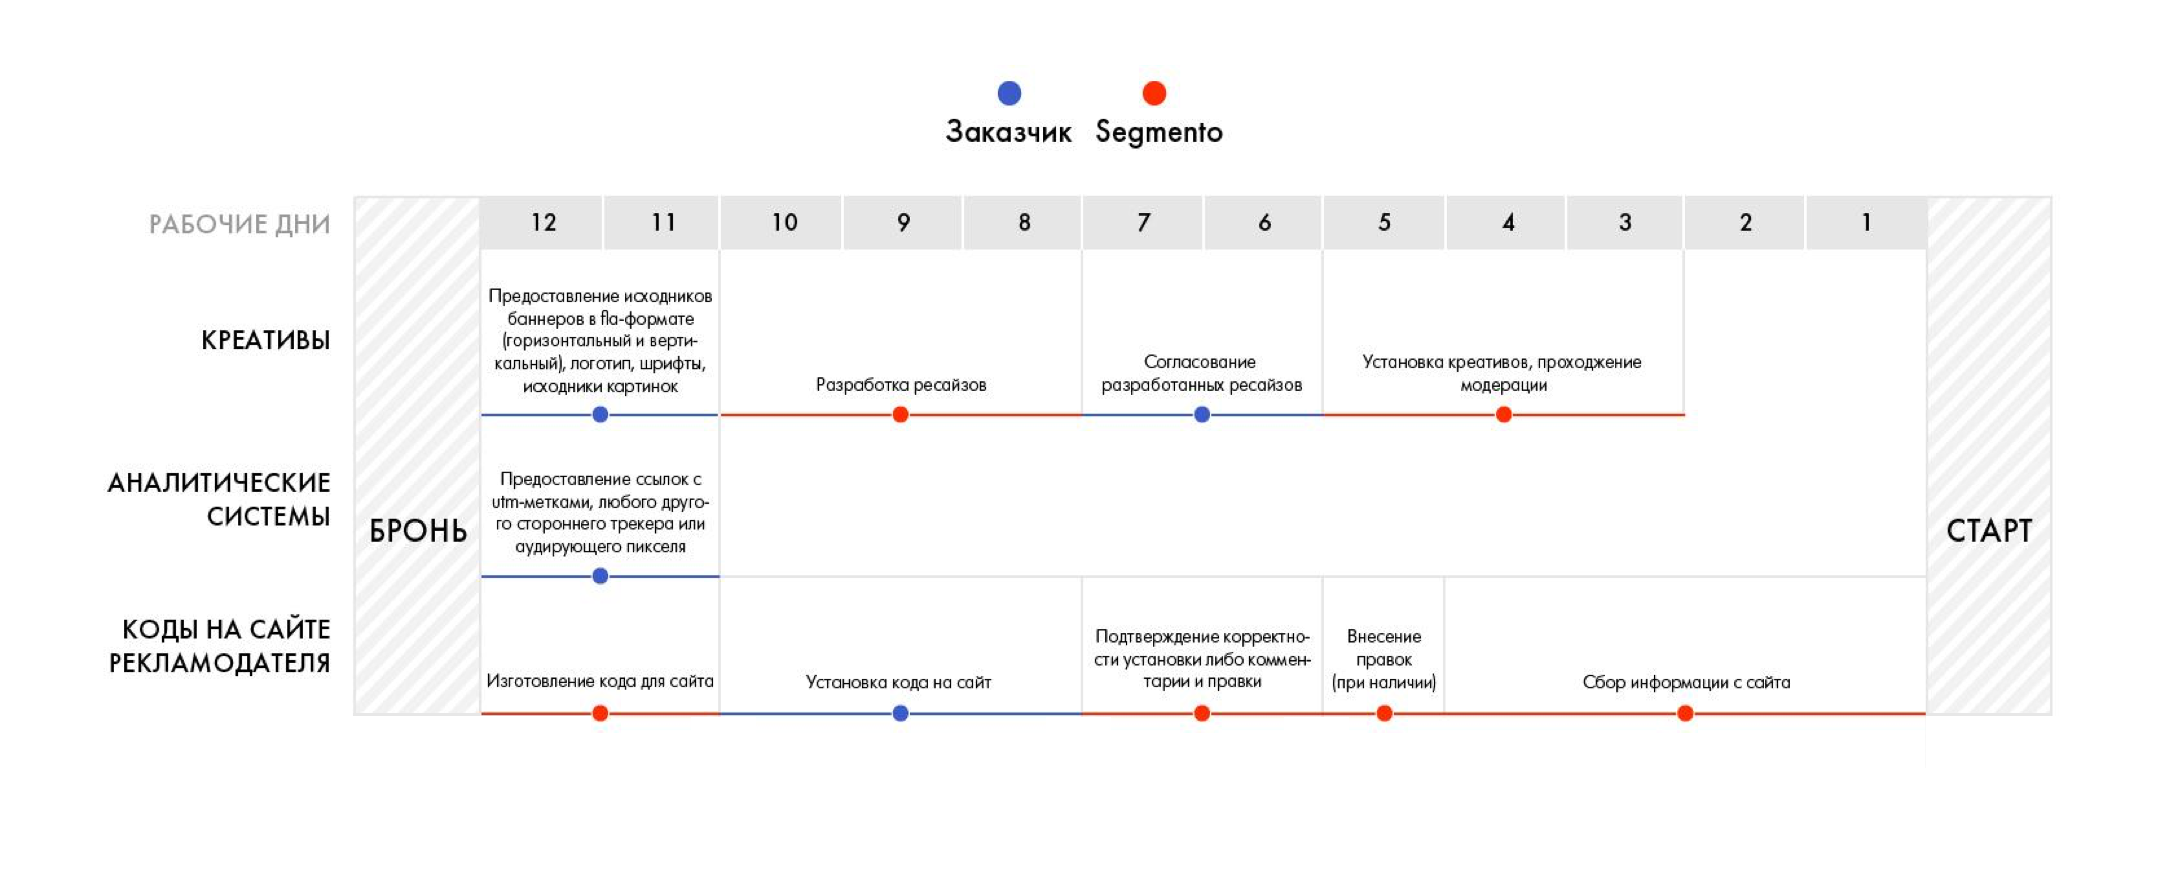 Заказчик Segmento
РАБОЧИЕ ДНИ 12 11 10 9 8 7 6 5 4 3 2 1
БРОНЬ
СТАРТ
КРЕАТИВЫ
Предоставление исходников
баннеров в fla-формате
(горизонтальный и верти-
кальный), логотип, шрифты,
исходники картинок
Разработка ресайзов
Согласование
разработанных ресайзов
Установка креативов, проходжение
модерации
АНАЛИТИЧЕСКИЕ
СИСТЕМЫ
Предоставление ссылок с
utm-метками, любого друго-
го стороннего трекера или
аудирующего пикселя
КОДЫ НА САЙТЕ
РЕКЛАМОДАТЕЛЯ
Изготовление кода для сайта
Установка кода на сайт
Подтверждение корректно-
сти установки либо коммен-
тарии и правки
Внесение
правок
(при наличии)
Сбор информации с сайта